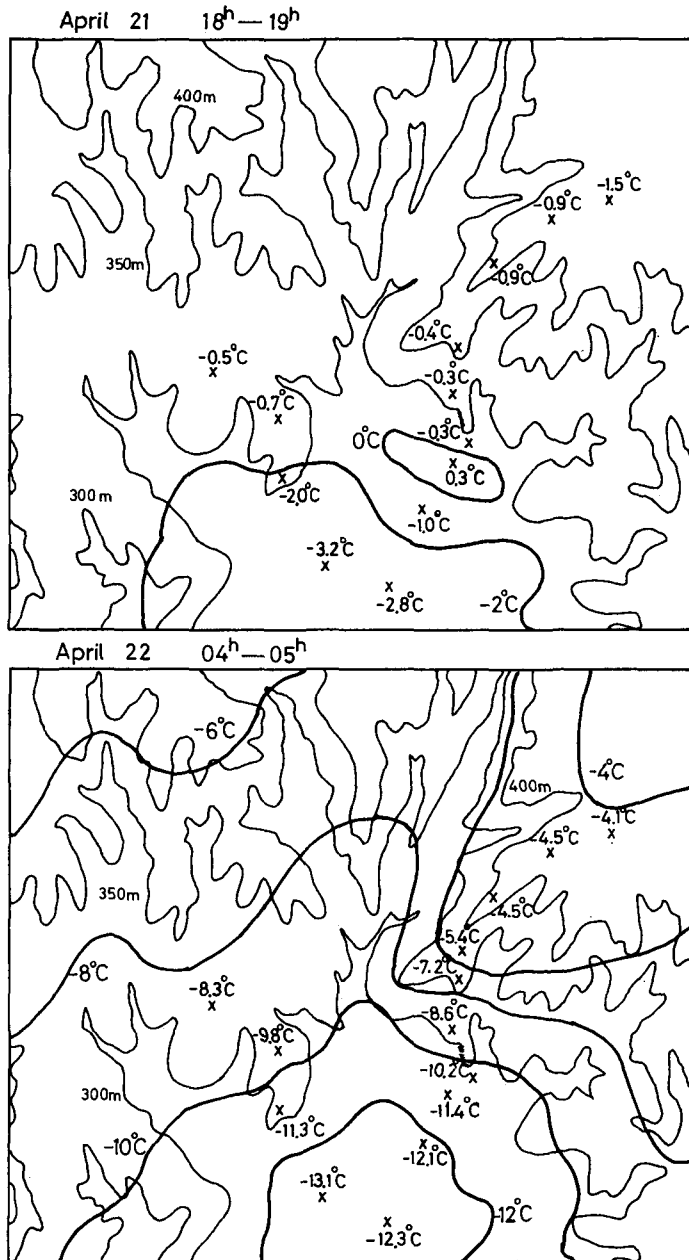 April 21 18h—19h
400m
-1.5°C
-0.9°C
350m
-0.9°C
-0.4°C
-0.5°C
-0.3°C
-0.7°C
0°C
-0.3°C
0.3°C
300m
-2.0°C
-1.0°C
-3.2°C
-2.8°C
-2°C
April 22 04h—05h
-6°C
-4°C
400m
-4.1°C
-4.5°C
350m
-4.5°C
-5.4°C
-8°C
-7.2°C
-8.3°C
-8.6°C
-9.8°C
-10.2°C
300m
-11.4°C
-11.3°C
-10°C
-12.1°C
-13.1°C
-12°C
-12.3°C